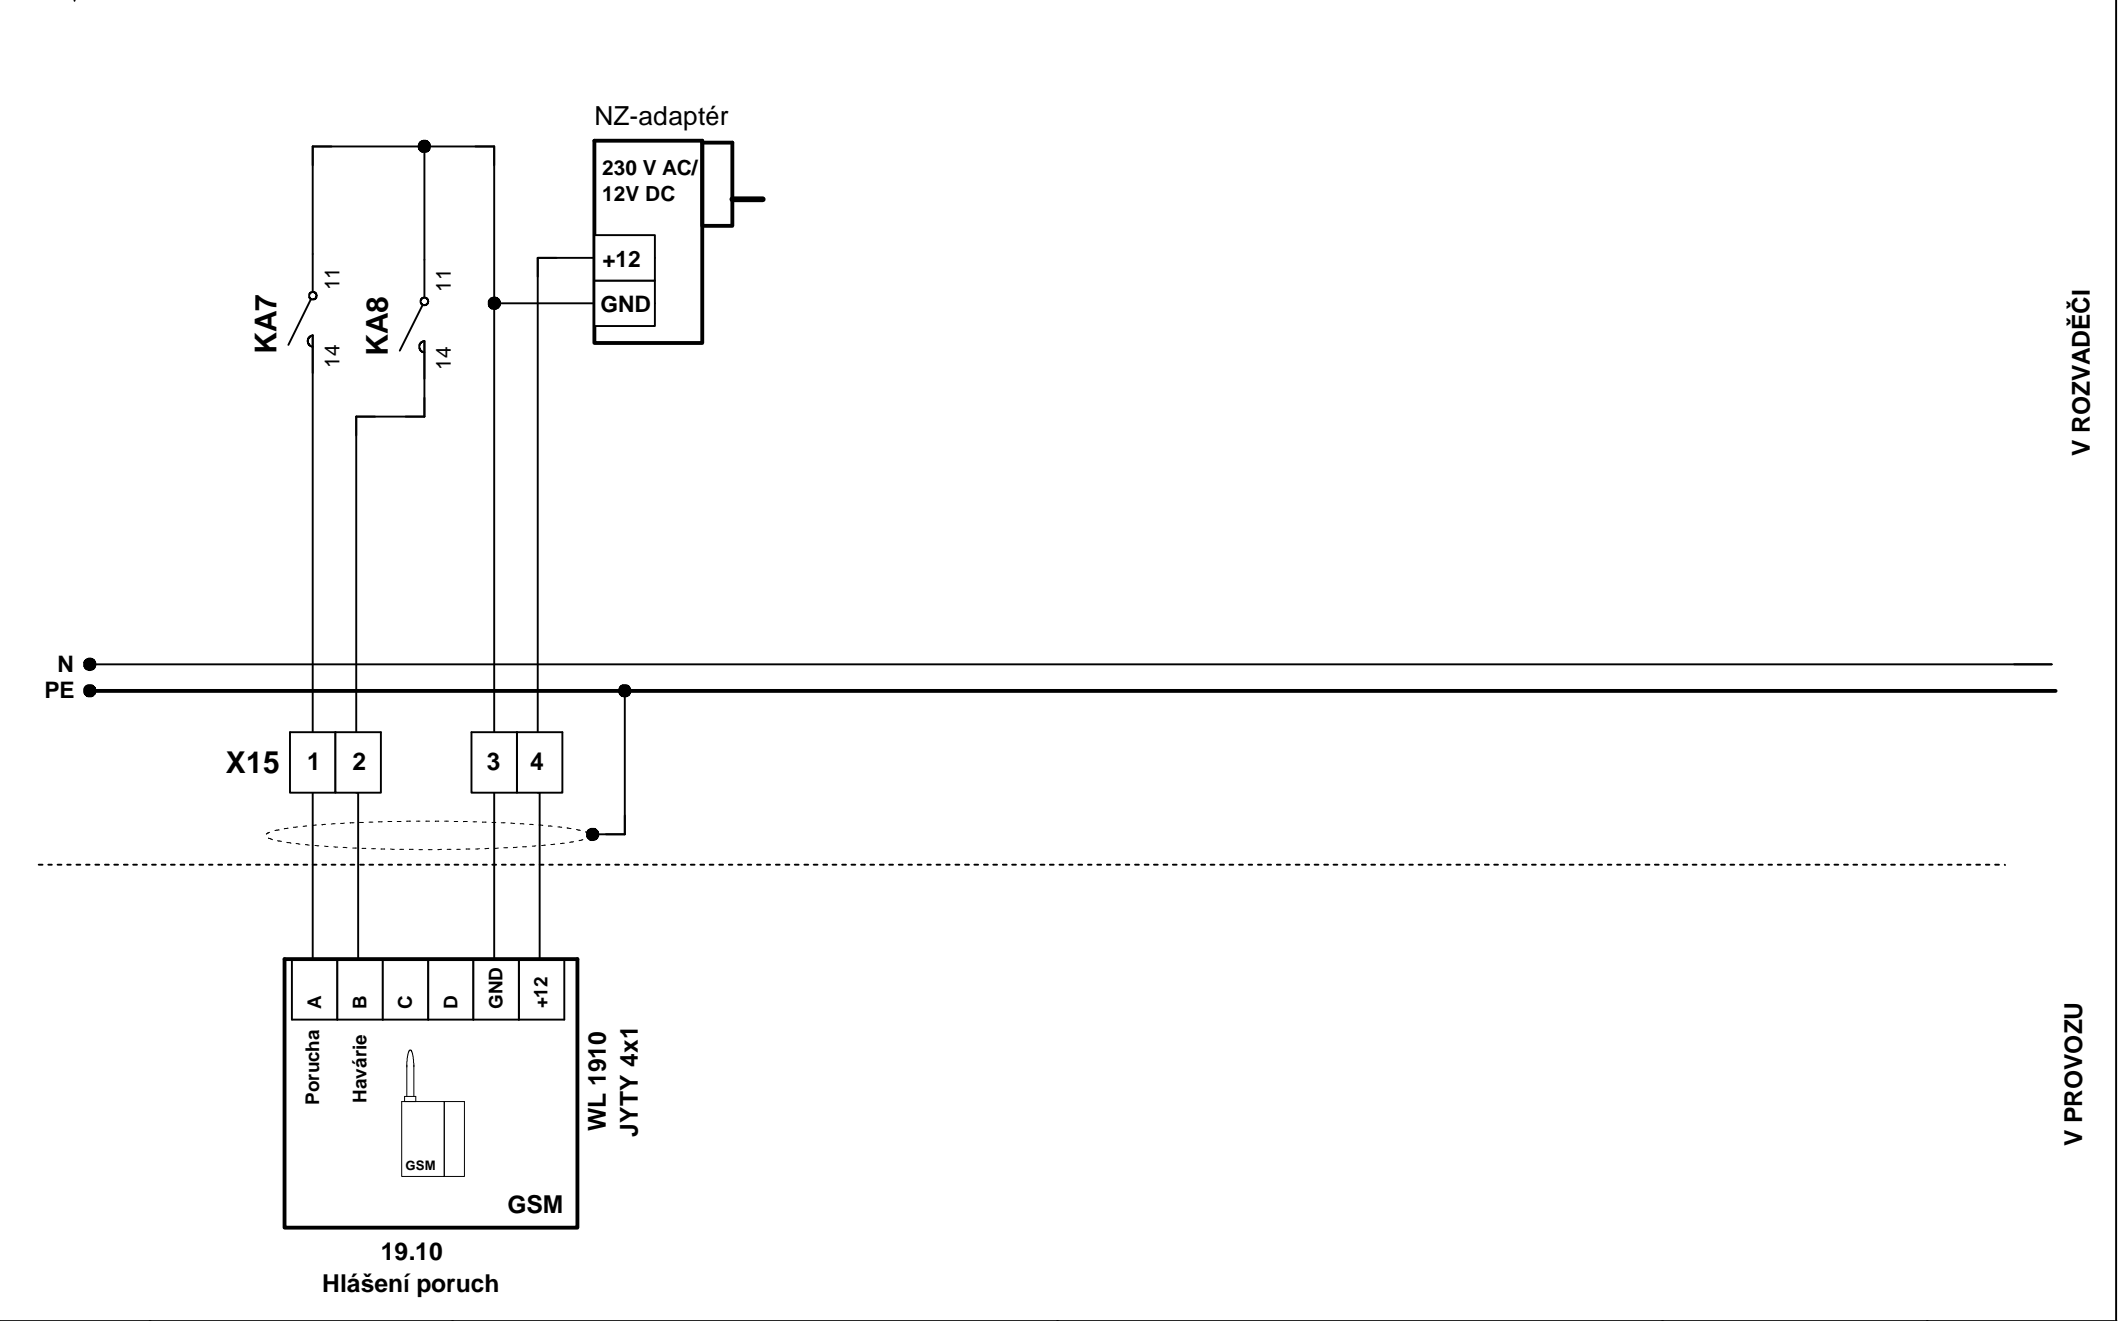 NZ-adaptér
230 V AC/
12V DC
+12
GND
KA7
11
14
KA8
11
14
V ROZVADĚČI
N
PE
X15
1
2
3
4
A
B
C
D
GND
+12
Porucha
Havárie
GSM
GSM
WL 1910
JYTY 4x1
V PROVOZU
19.10
Hlášení poruch